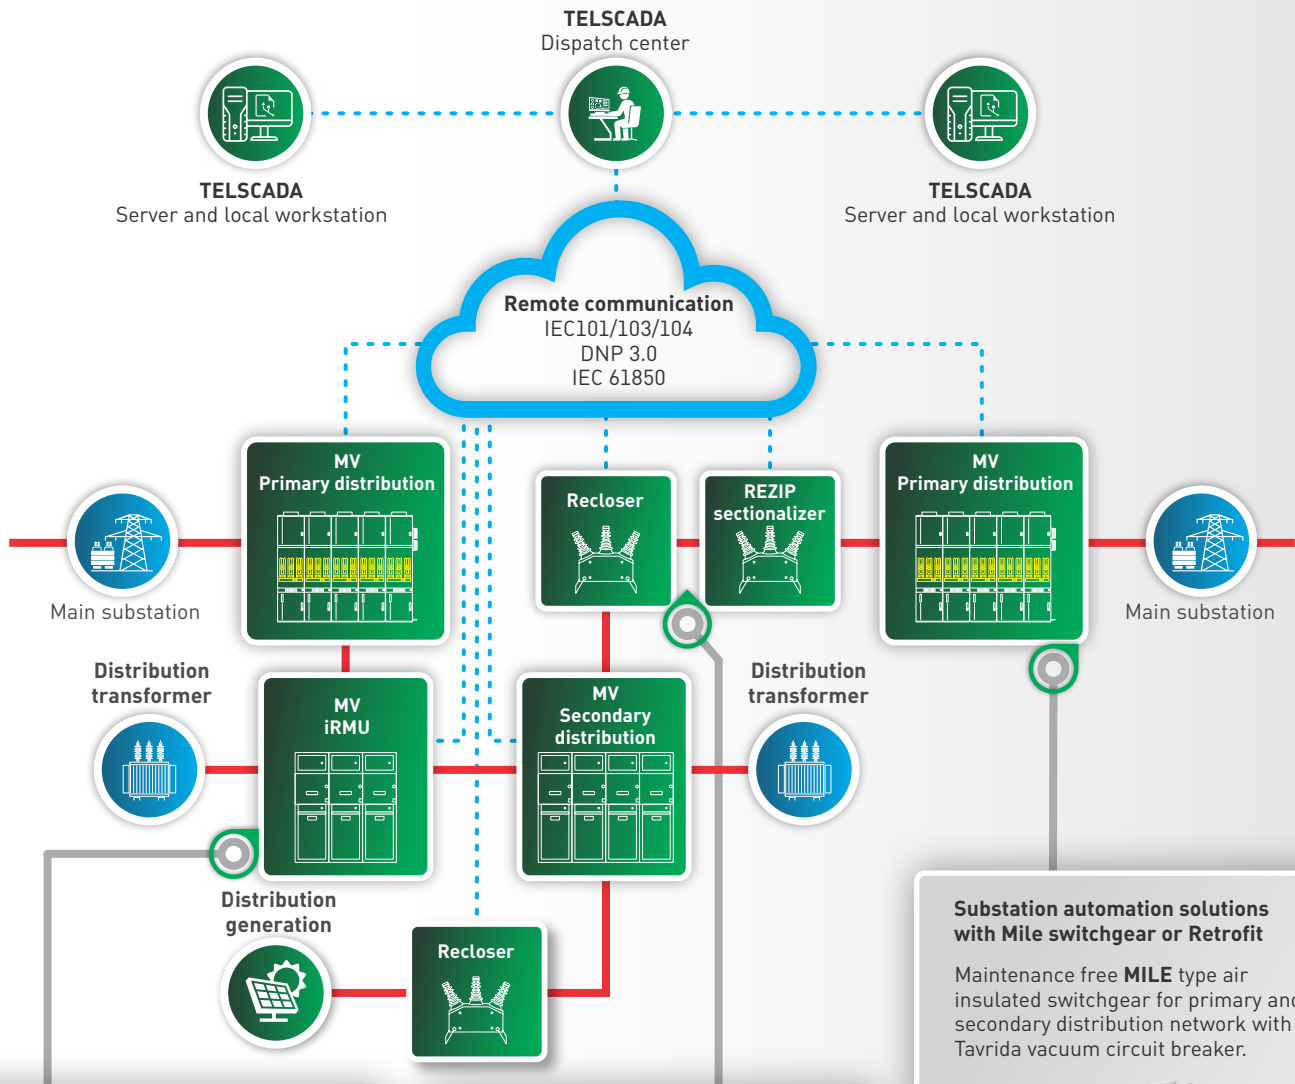 TELSCADA
Dispatch center
TELSCADA
Server and local workstation
TELSCADA
Server and local workstation
Remote communication
IEC101/103/104
DNP 3.0
IEC 61850
MV
Primary distribution
Recloser
REZIP
sectionalizer
MV
Primary distribution
Main substation
Main substation
Distribution
transformer
MV
iRMU
MV
Secondary
distribution
Distribution
transformer
Distribution
generation
Recloser
Substation automation solutions
with Mile switchgear or Retrofit
Maintenance free MILE type air
insulated switchgear for primary and
secondary distribution network with
Tavrida vacuum circuit breaker.